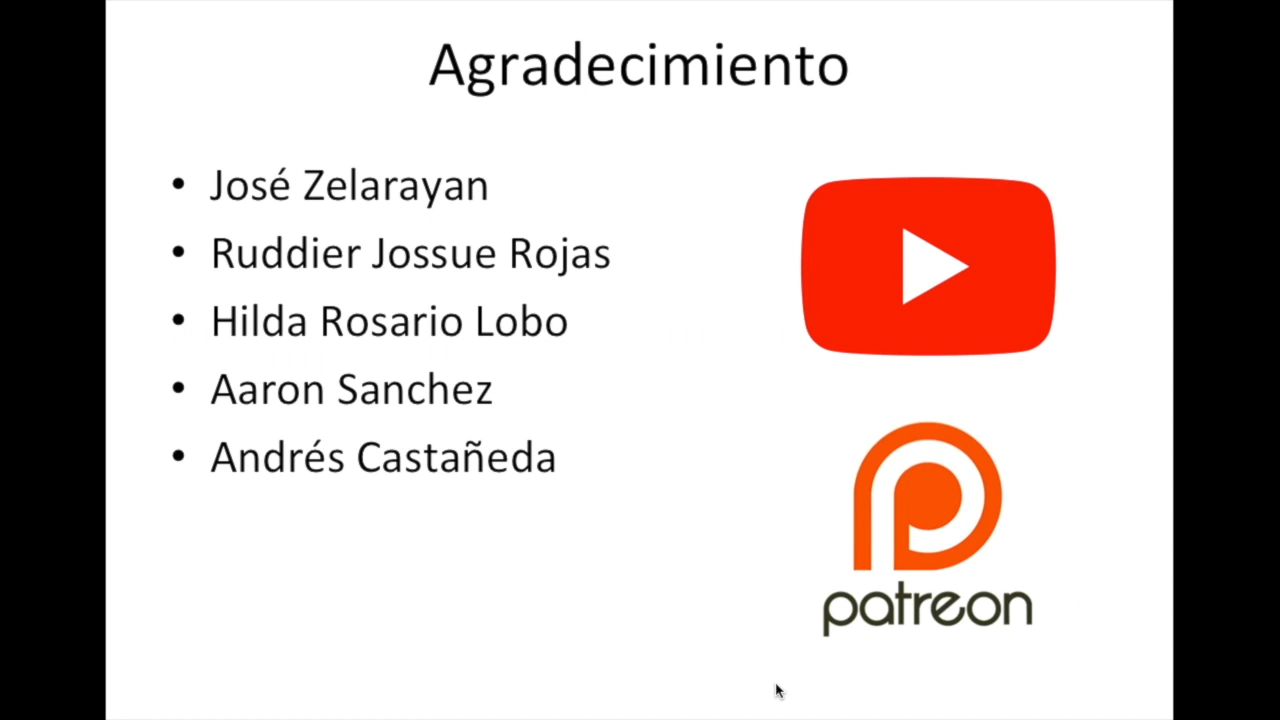 Agradecimiento
• José Zelarayan
• Ruddier Jossue Rojas
• Hilda Rosario Lobo
• Aaron Sanchez
• Andrés Castañeda
patreon